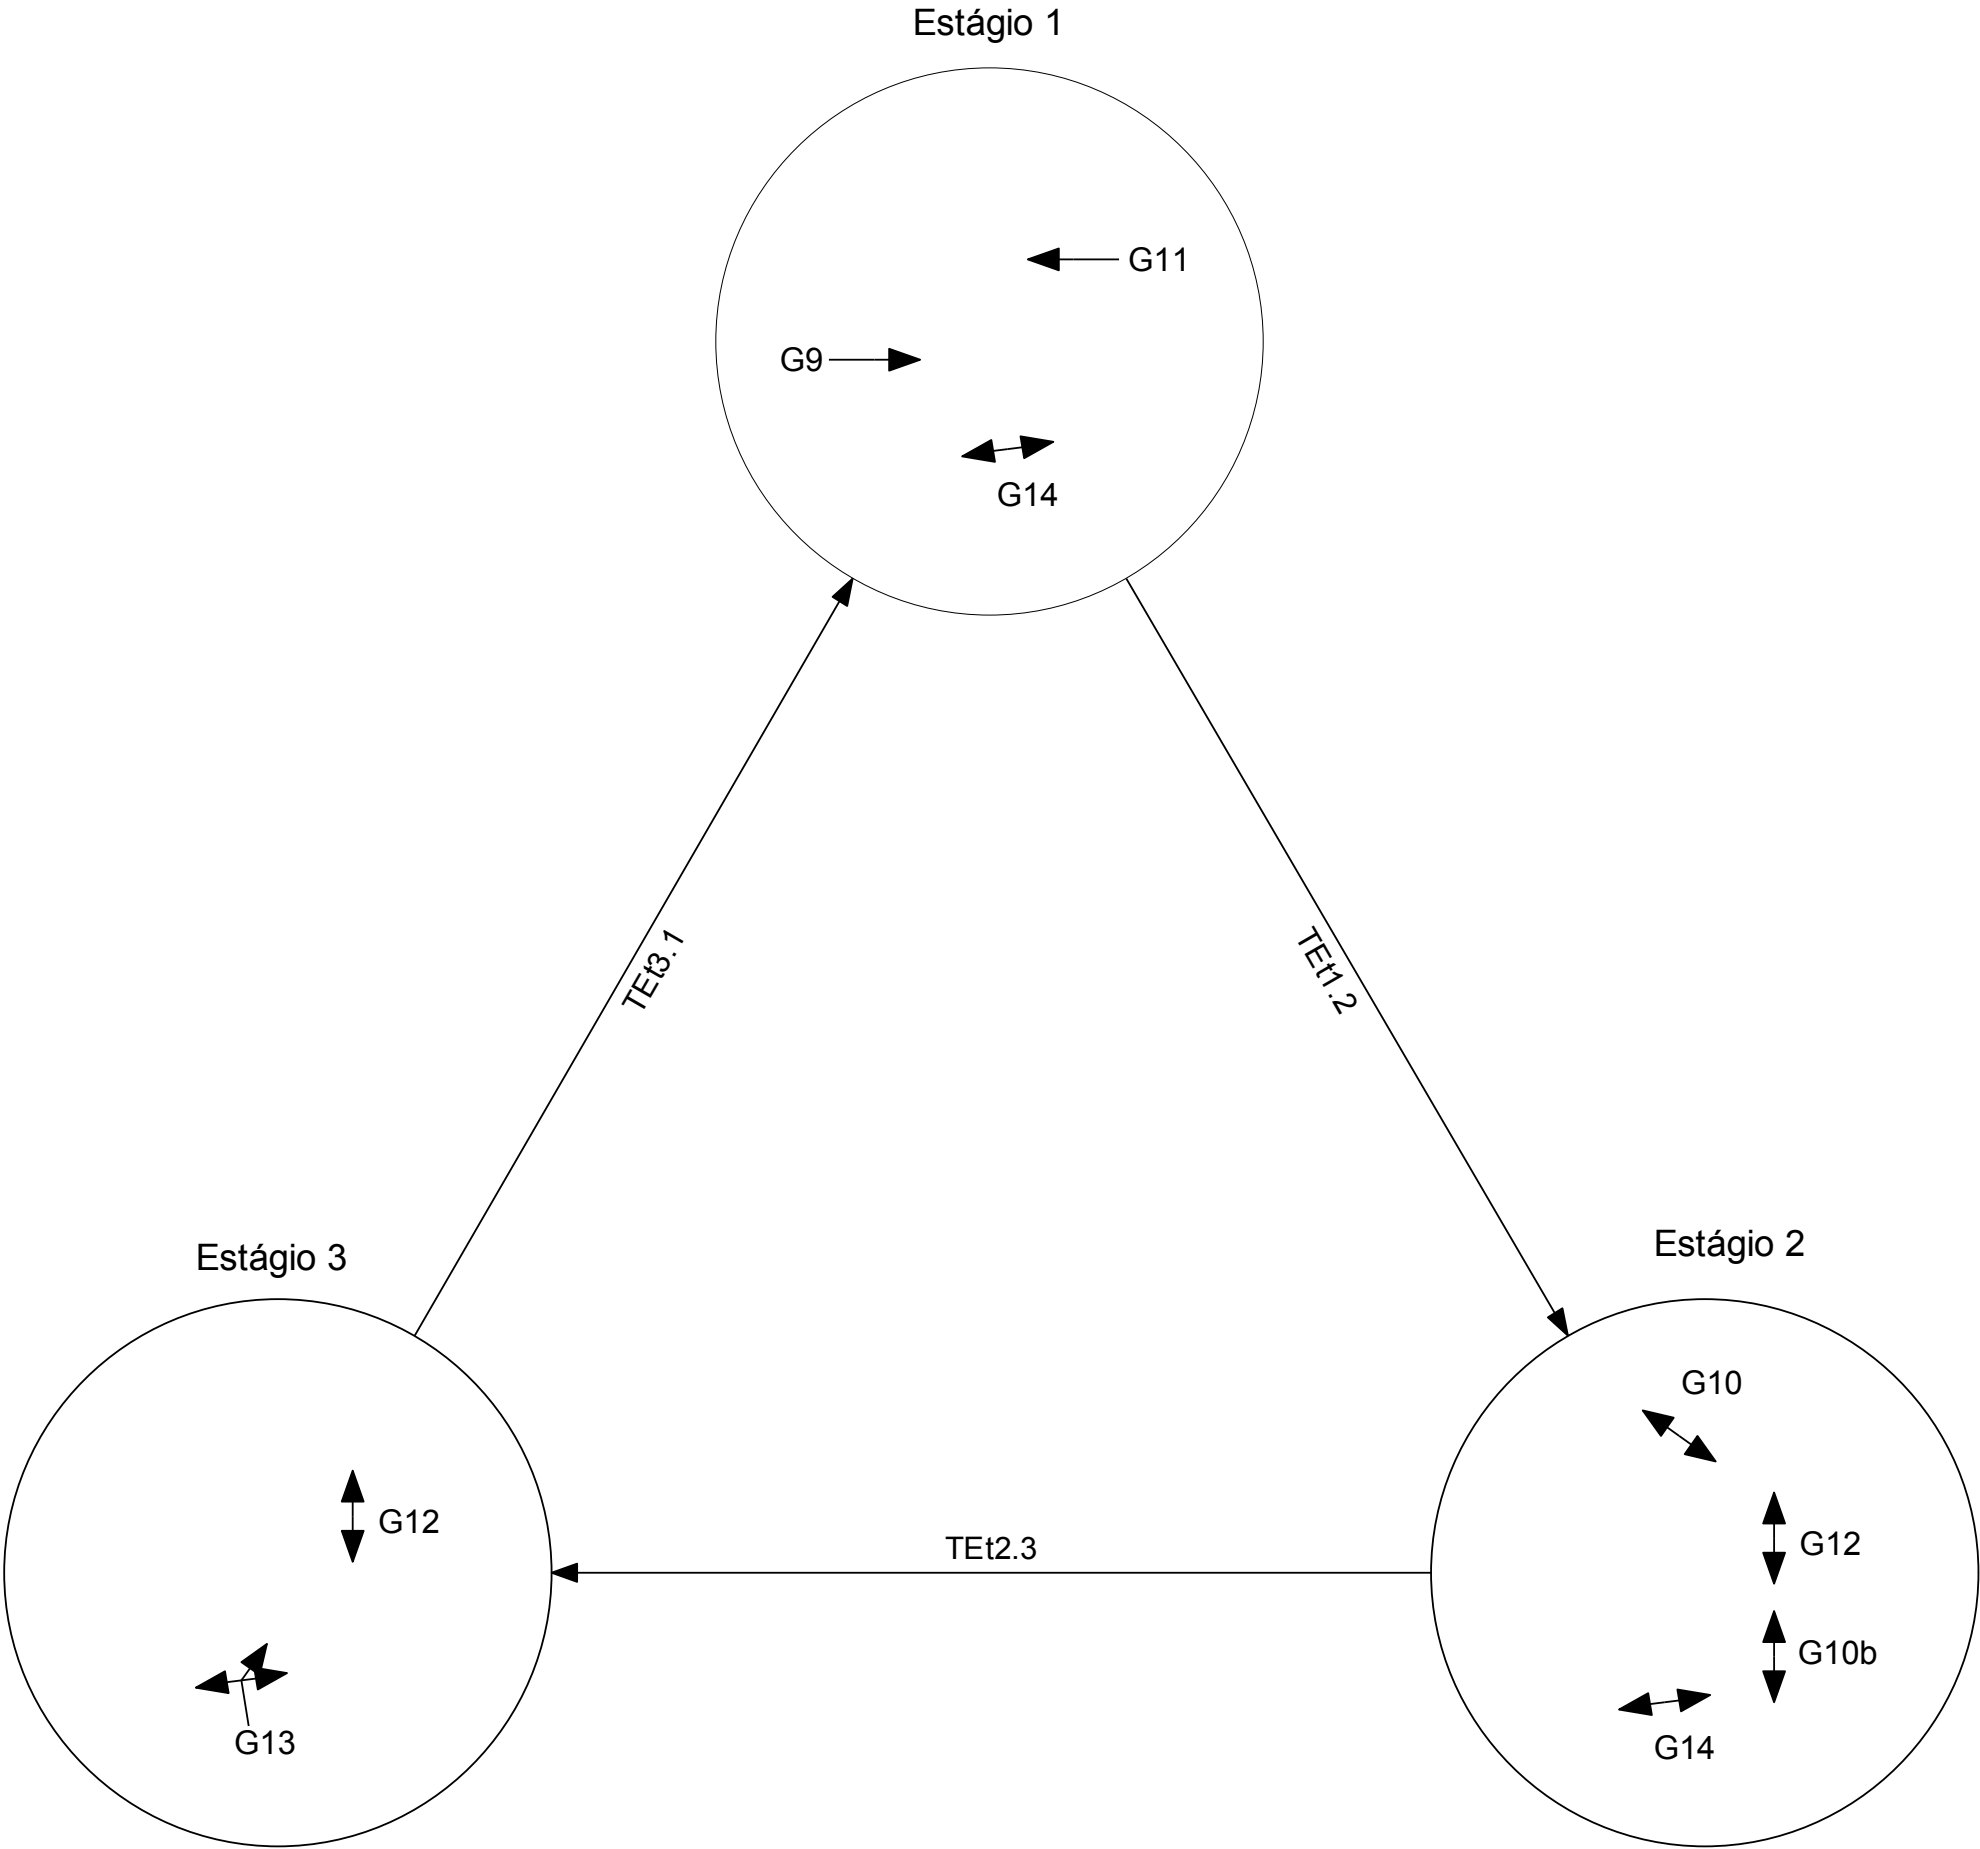 Estágio 1
G11
G9
G14
TEt3.1
TEt1.2
Estágio 3
Estágio 2
G10
G12
G12
TEt2.3
G10b
G13
G14